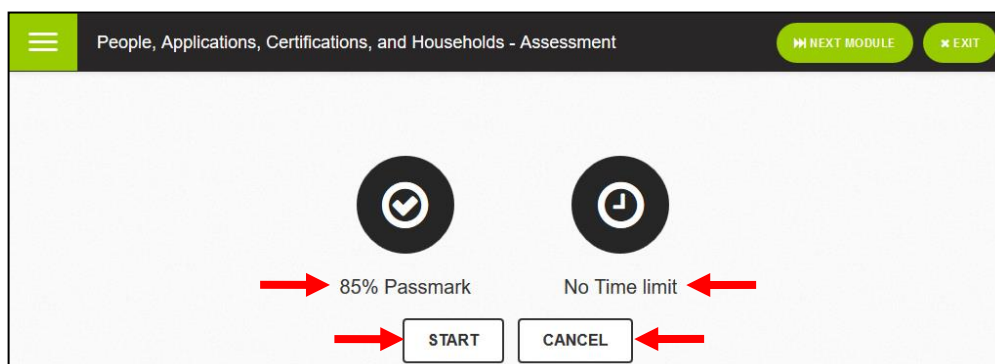 People, Applications, Certifications, and Households - Assessment
NEXT MODULE
EXIT
85% Passmark
No Time limit
START
CANCEL